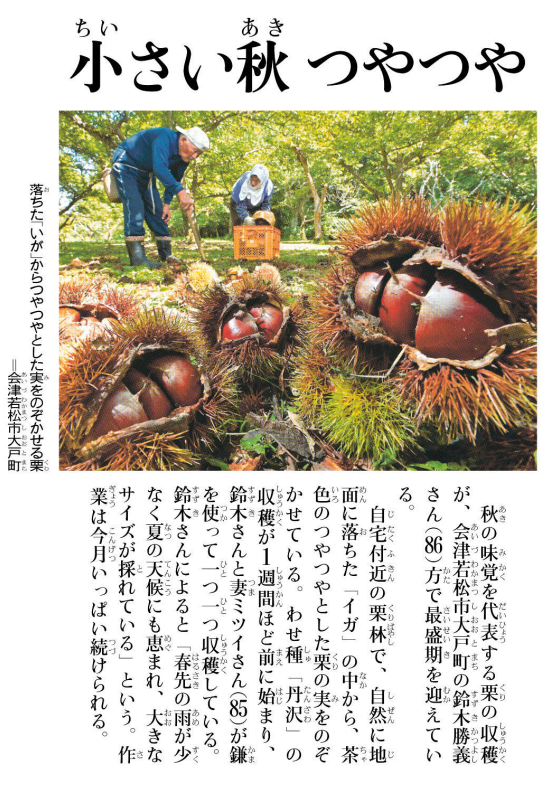 小さい秋 つやつや
落ちた「いが」からつやつやとした実をのぞかせる栗
＝会津若松市大戸町
秋の味覚を代表する栗の収穫
が、会津若松市大戸町の鈴木勝義
さん(86)方で最盛期を迎えてい
る。
自宅付近の栗林で、自然に地
面に落ちた「イガ」の中から、茶
色のつやつやとした栗の実をのぞ
かせている。わせ種「丹沢」の
収穫が1週間ほど前に始まり、
鈴木さんと妻ミツイさん(85)が鎌
を使って一つ一つ収穫している。
鈴木さんによると「春先の雨が少
なく夏の天候にも恵まれ、大きな
サイズが採れている」という。作
業は今月いっぱい続けられる。